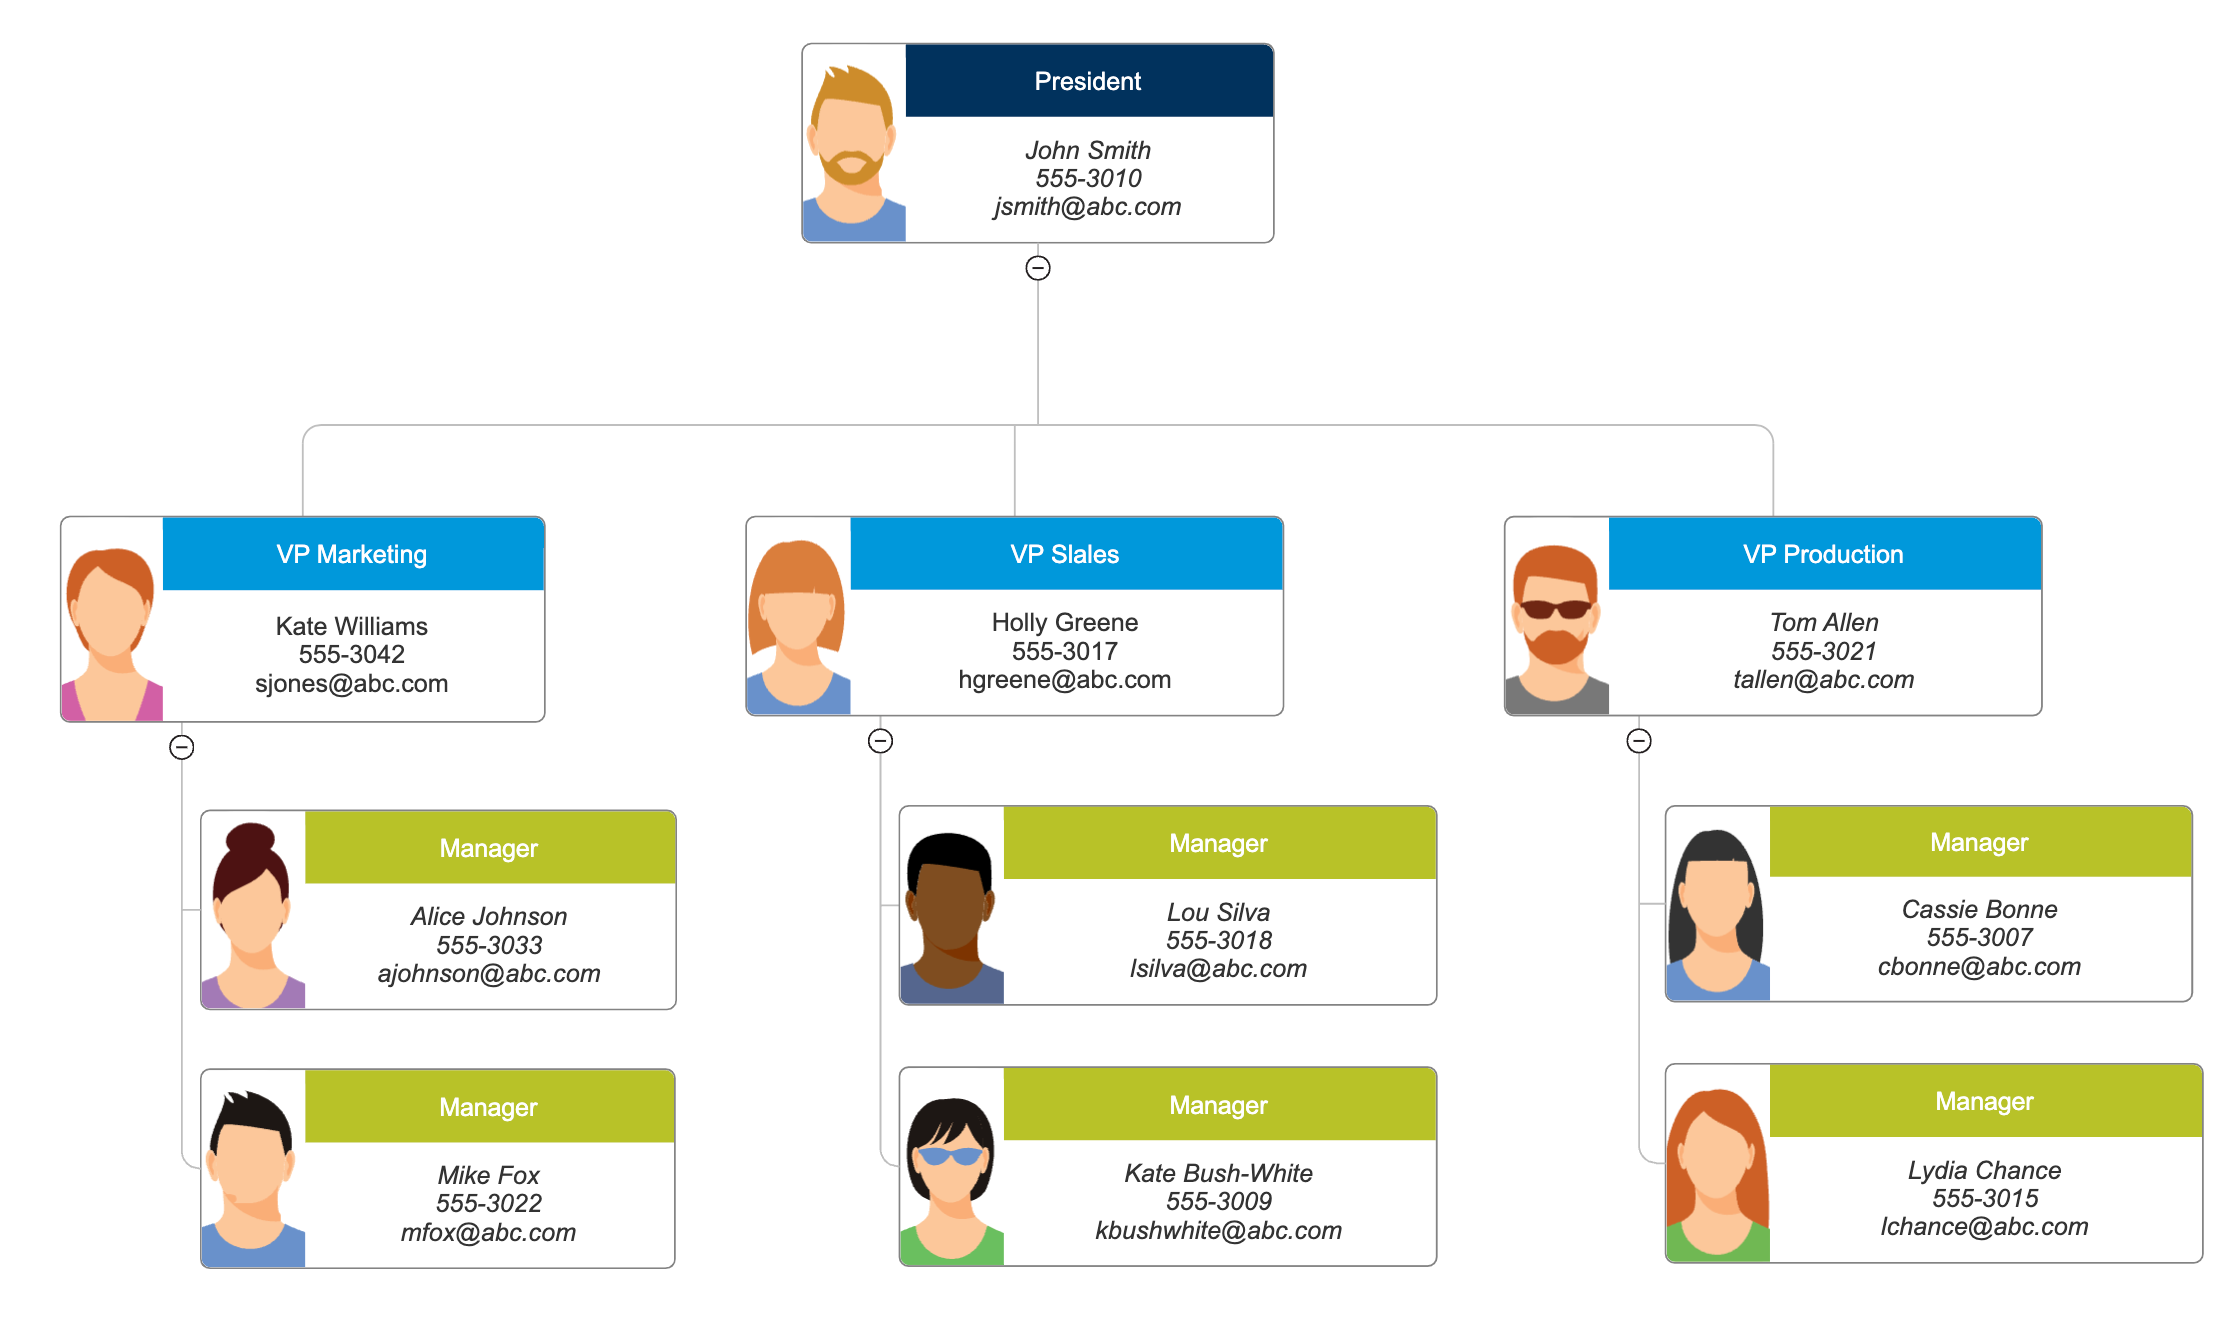 President
John Smith
555-3010
jsmith@abc.com
VP Marketing
Kate Williams
555-3042
sjones@abc.com
VP Slales
Holly Greene
555-3017
hgreene@abc.com
VP Production
Tom Allen
555-3021
tallen@abc.com
Manager
Alice Johnson
555-3033
ajohnson@abc.com
Manager
Lou Silva
555-3018
lsilva@abc.com
Manager
Cassie Bonne
555-3007
cbonne@abc.com
Manager
Mike Fox
555-3022
mfox@abc.com
Manager
Kate Bush-White
555-3009
kbushwhite@abc.com
Manager
Lydia Chance
555-3015
lchance@abc.com